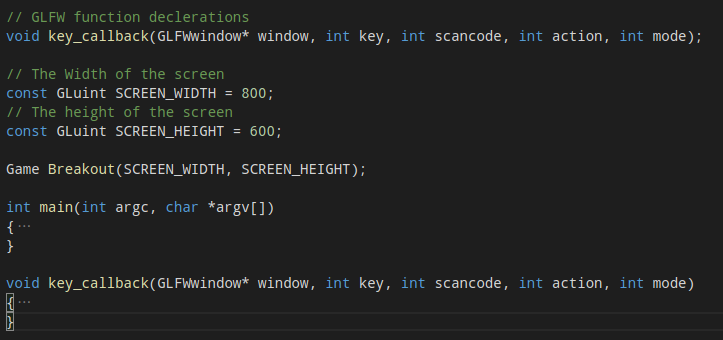 // GLFW function declerations
void key_callback(GLFWwindow* window, int key, int scancode, int action, int mode);
// The Width of the screen
const GLuint SCREEN_WIDTH = 800;
// The height of the screen
const GLuint SCREEN_HEIGHT = 600;
Game Breakout(SCREEN_WIDTH, SCREEN_HEIGHT);
int main(int argc, char *argv[])
{ ···
}
void key_callback(GLFWwindow* window, int key, int scancode, int action, int mode)
{ ···
}